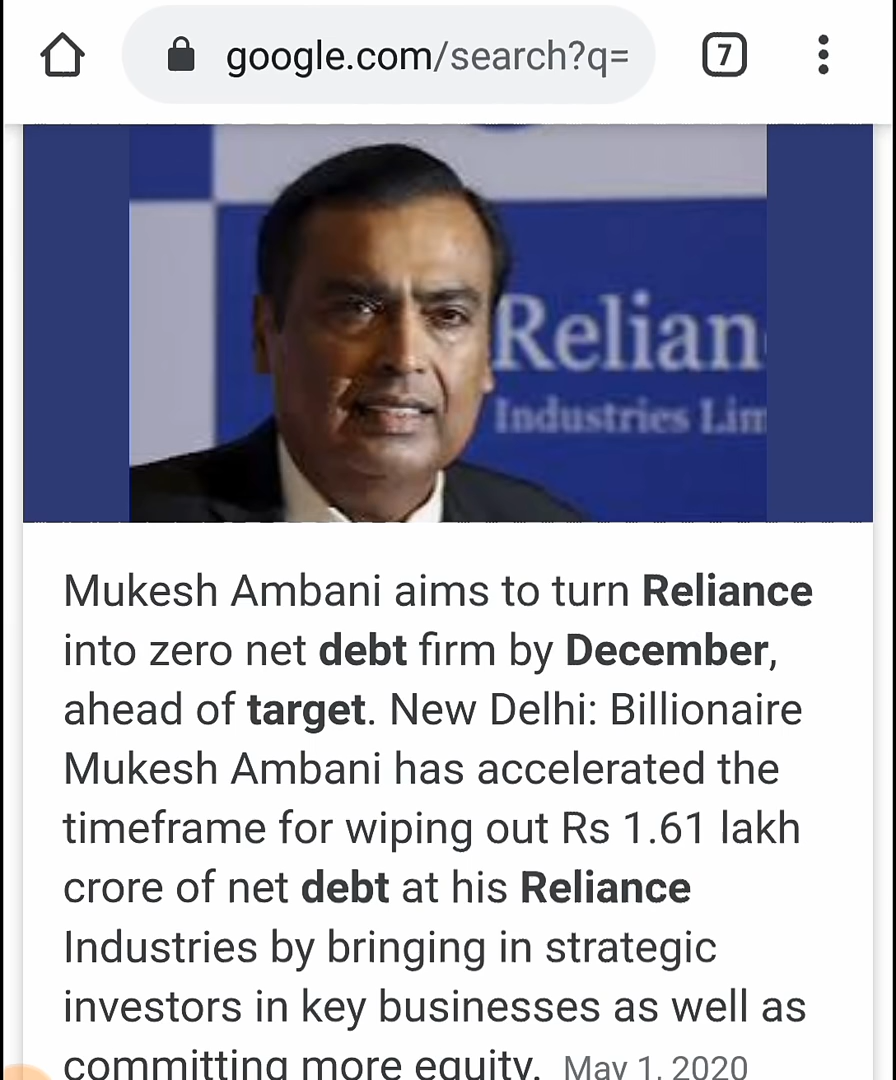 google.com/search?q=
7
Relian
Industries Lim
Mukesh Ambani aims to turn Reliance
into zero net debt firm by December,
ahead of target. New Delhi: Billionaire
Mukesh Ambani has accelerated the
timeframe for wiping out Rs 1.61 lakh
crore of net debt at his Reliance
Industries by bringing in strategic
investors in key businesses as well as
committing more equity. May 1, 2020